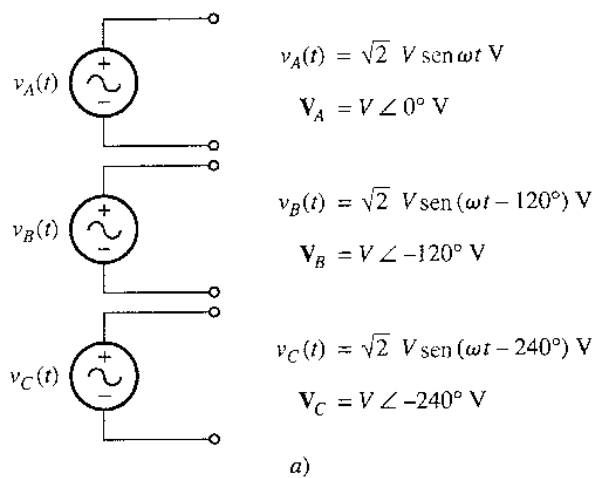 v_A(t) = √2 V sen ωt V
V_A = V ∠ 0° V
v_A(t)
+
−
v_B(t) = √2 V sen (ωt − 120°) V
V_B = V ∠ −120° V
v_B(t)
+
−
v_C(t) = √2 V sen (ωt − 240°) V
V_C = V ∠ −240° V
v_C(t)
+
−
a)